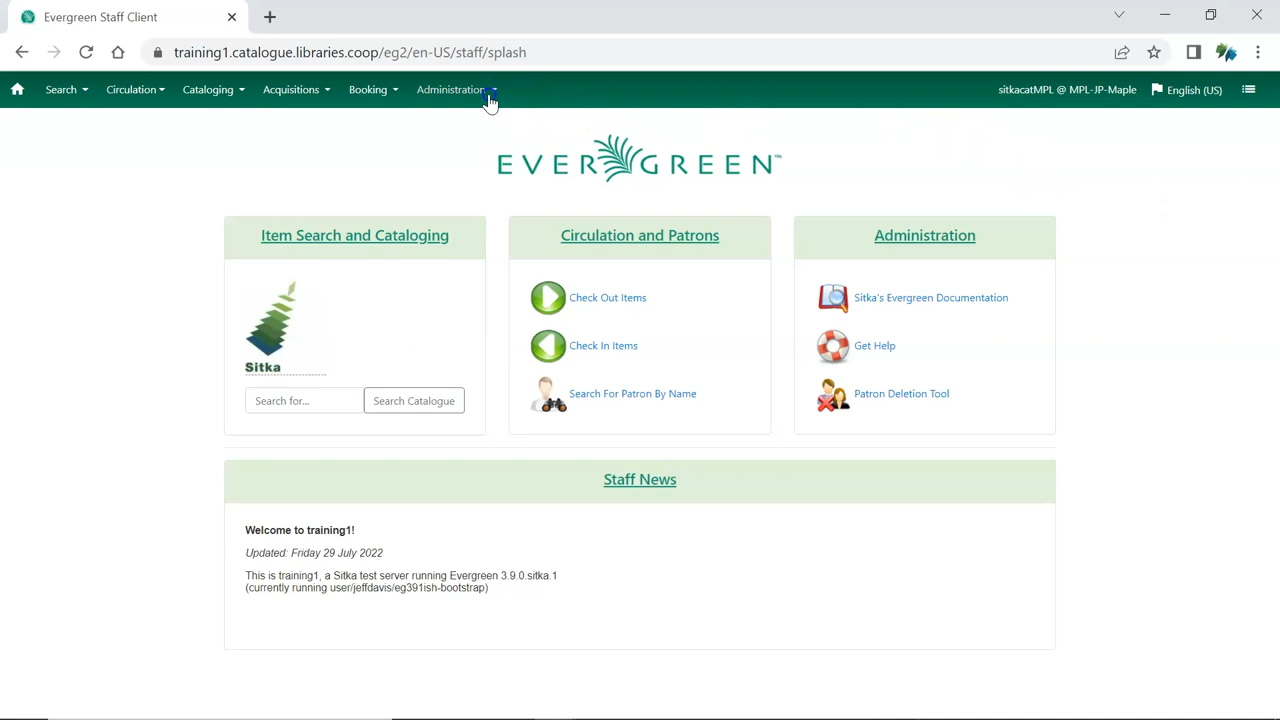 Evergreen Staff Client
training1.catalogue.libraries.coop/eg2/en-US/staff/splash
Search Circulation Cataloging Acquisitions Booking Administration sitkacatMPL @ MPL-JP-Maple English (US)
EVERGREEN™
Item Search and Cataloging
Sitka
Search for... Search Catalogue
Circulation and Patrons
Check Out Items
Check In Items
Search For Patron By Name
Administration
Sitka's Evergreen Documentation
Get Help
Patron Deletion Tool
Staff News
Welcome to training1!
Updated: Friday 29 July 2022
This is training1, a Sitka test server running Evergreen 3.9.0.sitka.1
(currently running user/jeffdavis/eg391ish-bootstrap)